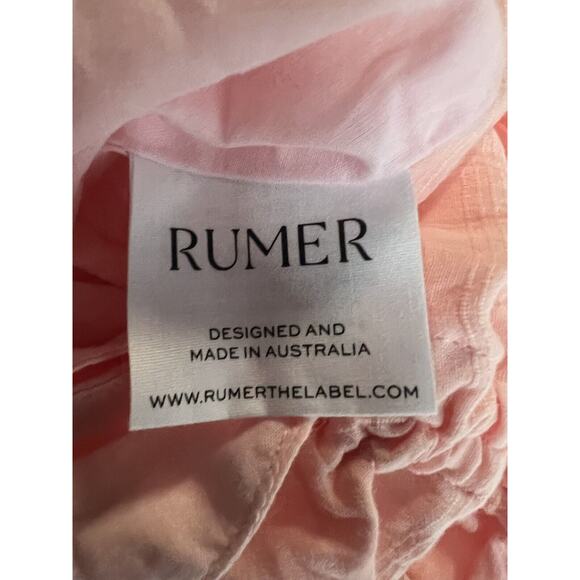 RUMER
DESIGNED AND
MADE IN AUSTRALIA
WWW.RUMERTHELABEL.COM